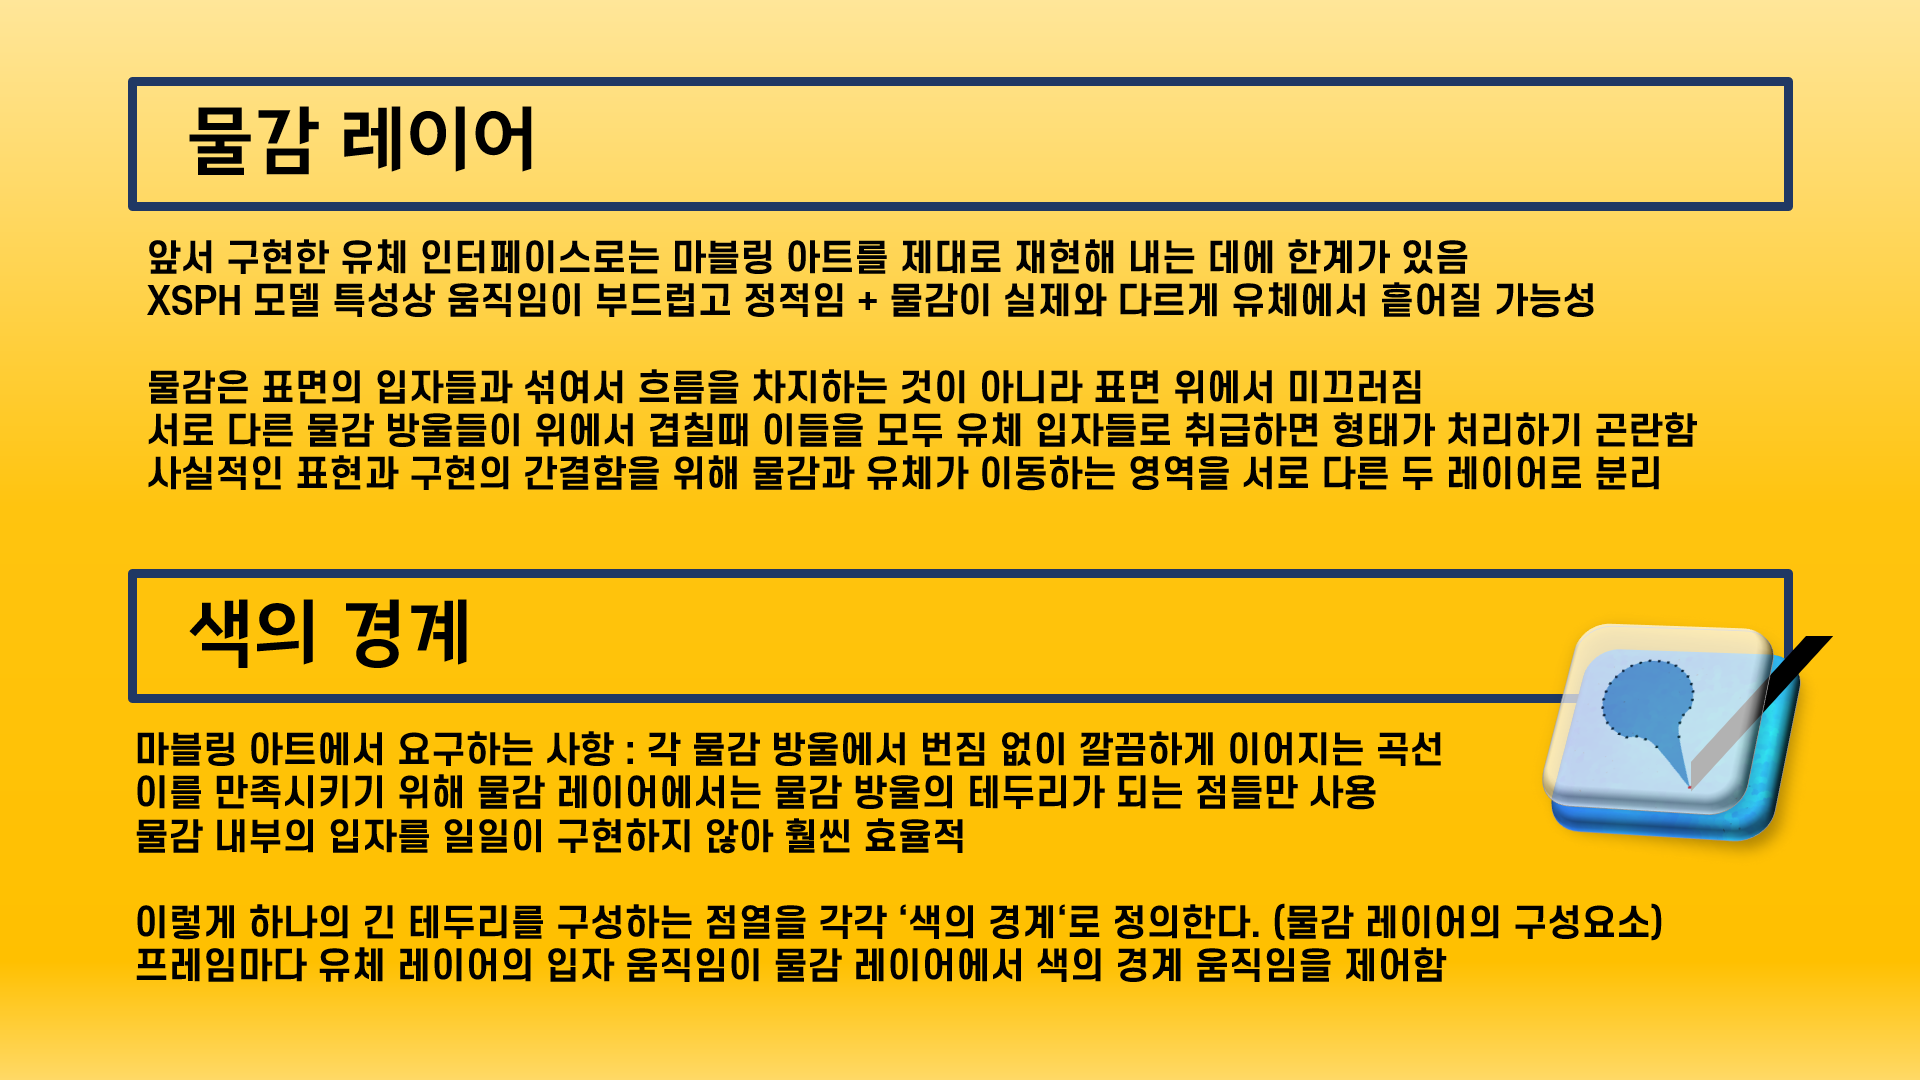 물감 레이어
앞서 구현한 유체 인터페이스로는 마블링 아트를 제대로 재현해 내는 데에 한계가 있음
XSPH 모델 특성상 움직임이 부드럽고 정적임 + 물감이 실제와 다르게 유체에서 흩어질 가능성
물감은 표면의 입자들과 섞여서 흐름을 차지하는 것이 아니라 표면 위에서 미끄러짐
서로 다른 물감 방울들이 위에서 겹칠때 이들을 모두 유체 입자들로 취급하면 형태가 처리하기 곤란함
사실적인 표현과 구현의 간결함을 위해 물감과 유체가 이동하는 영역을 서로 다른 두 레이어로 분리
색의 경계
마블링 아트에서 요구하는 사항 : 각 물감 방울에서 번짐 없이 깔끔하게 이어지는 곡선
이를 만족시키기 위해 물감 레이어에서는 물감 방울의 테두리가 되는 점들만 사용
물감 내부의 입자를 일일이 구현하지 않아 훨씬 효율적
이렇게 하나의 긴 테두리를 구성하는 점열을 각각 ‘색의 경계‘로 정의한다. (물감 레이어의 구성요소)
프레임마다 유체 레이어의 입자 움직임이 물감 레이어에서 색의 경계 움직임을 제어함